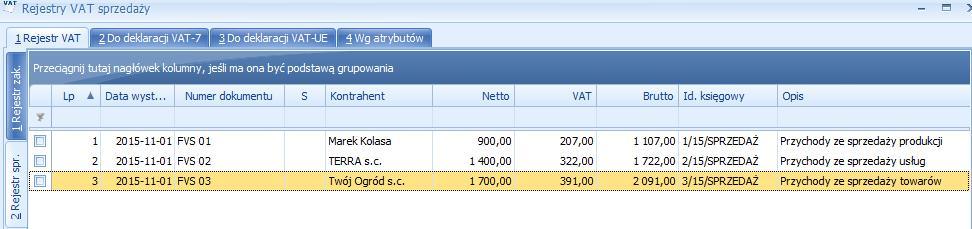 VAT Rejestry VAT sprzedaży
1 Rejestr VAT 2 Do deklaracji VAT-7 3 Do deklaracji VAT-UE 4 Wg atrybutów
1 Rejestr zak.
2 Rejestr spr.
Przeciągnij tutaj nagłówek kolumny, jeśli ma ona być podstawą grupowania
Lp Data wyst... Numer dokumentu S Kontrahent Netto VAT Brutto Id. księgowy Opis
1 2015-11-01 FVS 01 Marek Kolasa 900,00 207,00 1 107,00 1/15/SPRZEDAŻ Przychody ze sprzedaży produkcji
2 2015-11-01 FVS 02 TERRA s.c. 1 400,00 322,00 1 722,00 2/15/SPRZEDAŻ Przychody ze sprzedaży usług
3 2015-11-01 FVS 03 Twój Ogród s.c. 1 700,00 391,00 2 091,00 3/15/SPRZEDAŻ Przychody ze sprzedaży towarów